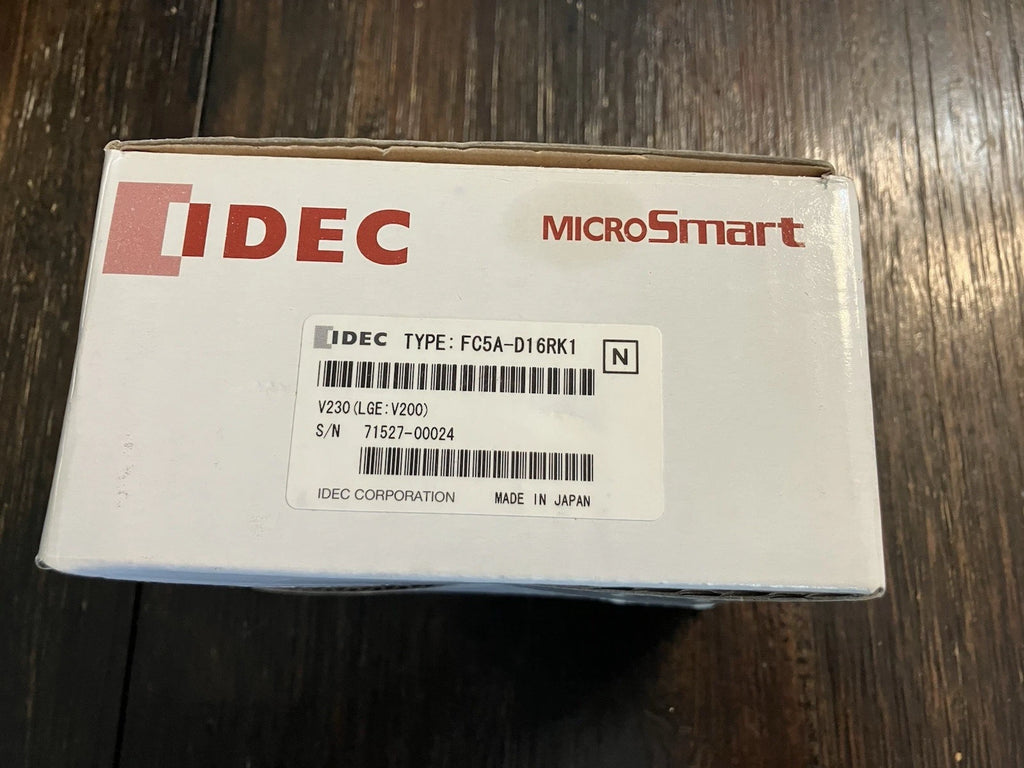 IDEC
MICROSmart
IDEC TYPE: FC5A-D16RK1
N
V230(LGE:V200)
S/N 71527-00024
IDEC CORPORATION MADE IN JAPAN